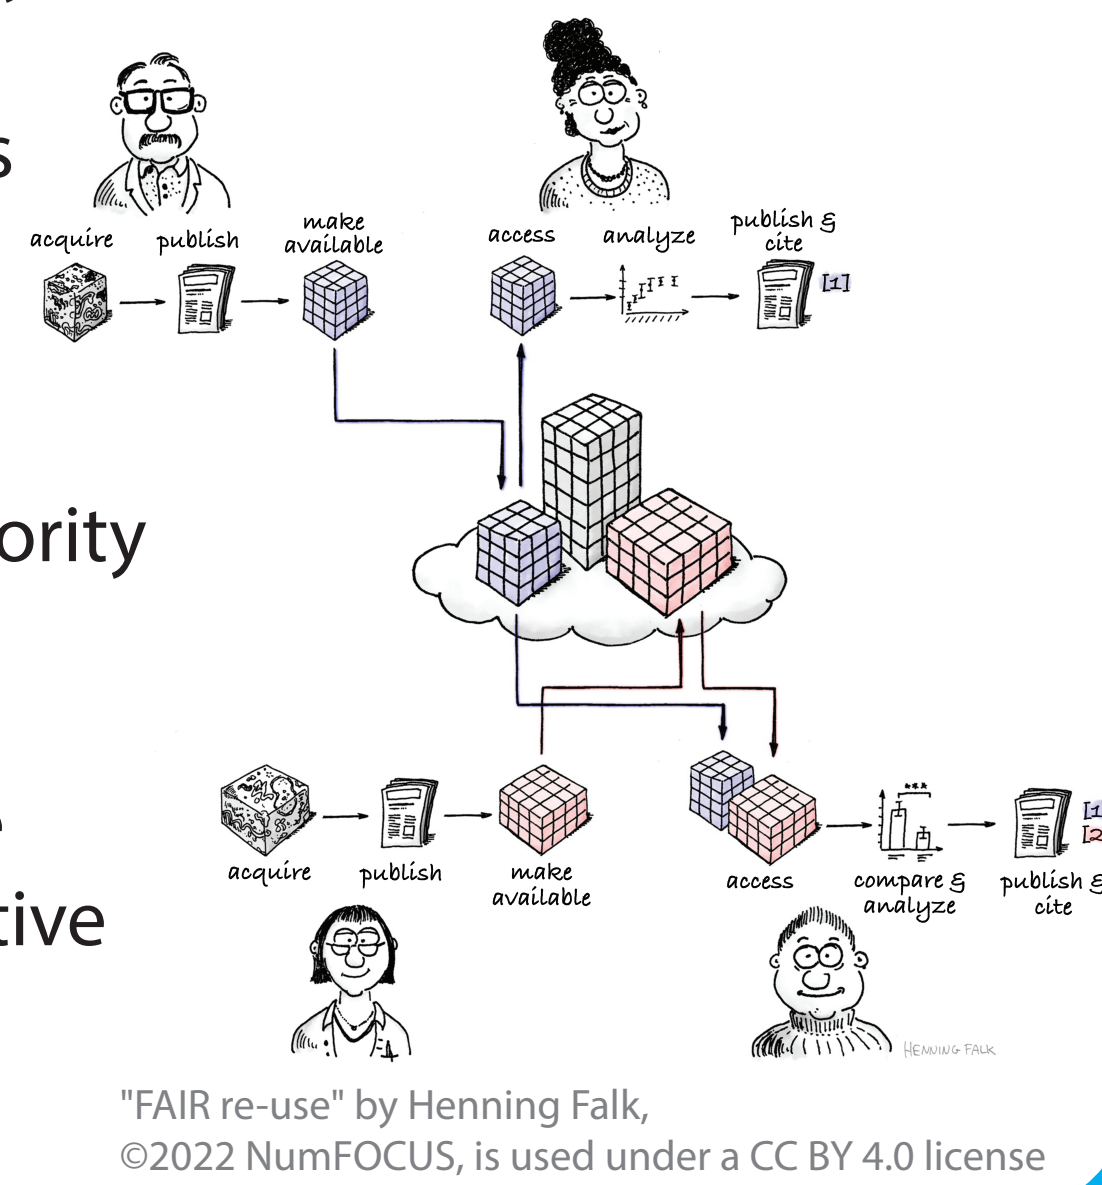 s
ority
e
tive
acquire
publish
make
available
access
analyze
publish &
cite
[1]
acquire
publish
make
available
access
compare &
analyze
publish &
cite
[1
[2
***
HENNING FALK
"FAIR re-use" by Henning Falk,
©2022 NumFOCUS, is used under a CC BY 4.0 license